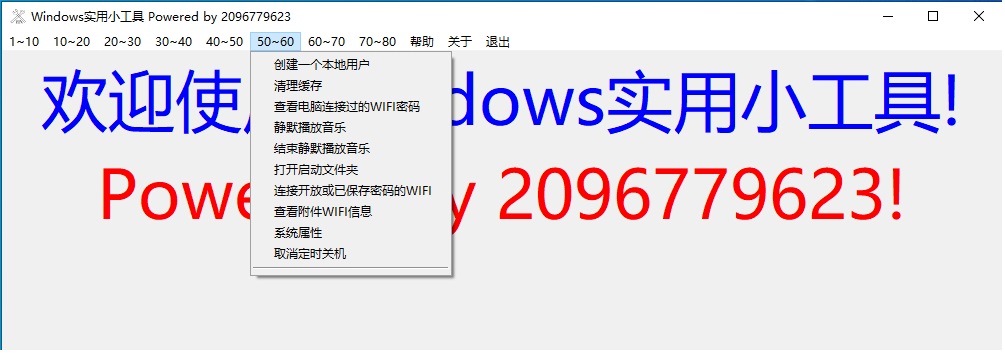 Windows实用小工具 Powered by 2096779623
1~10 10~20 20~30 30~40 40~50 50~60 60~70 70~80 帮助 关于 退出
创建一个本地用户
清理缓存
查看电脑连接过的WIFI密码
静默播放音乐
结束静默播放音乐
打开启动文件夹
连接开放或已保存密码的WIFI
查看附件WIFI信息
系统属性
取消定时关机
欢迎使 dows实用小工具!
Powe y 2096779623!